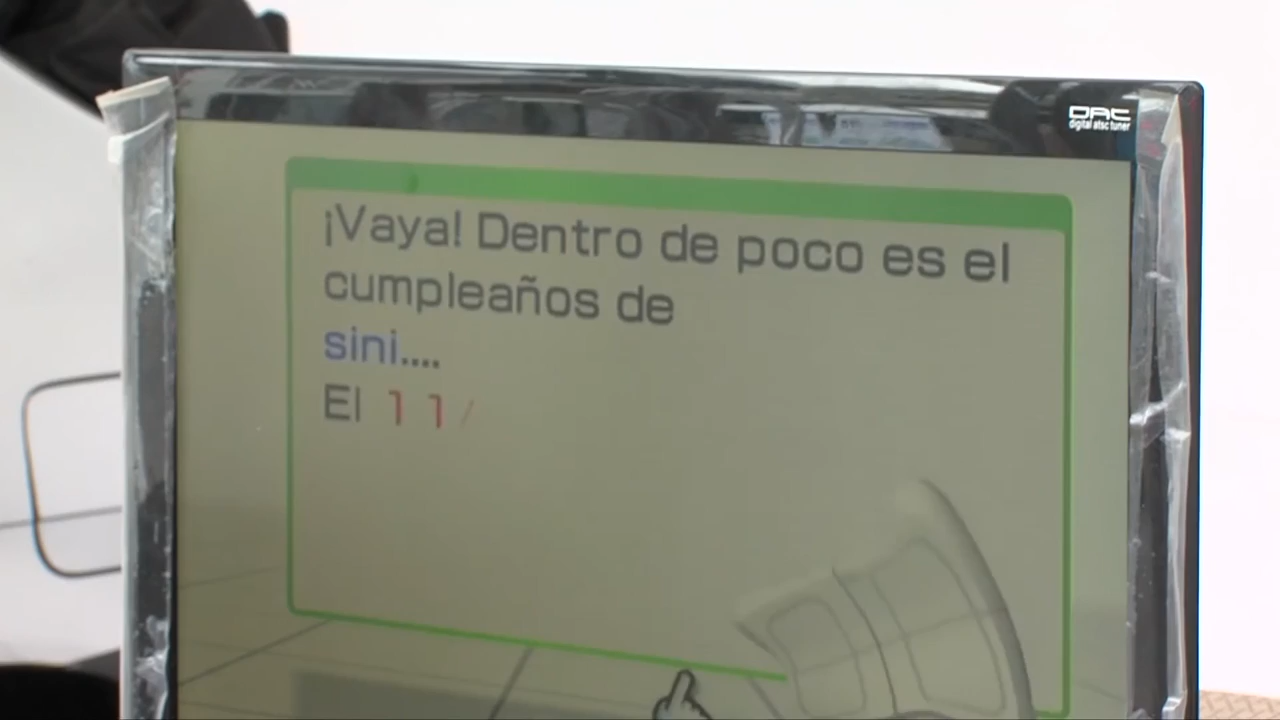 DAC
digital atsc tuner
¡Vaya! Dentro de poco es el
cumpleaños de
sini....
El 11/